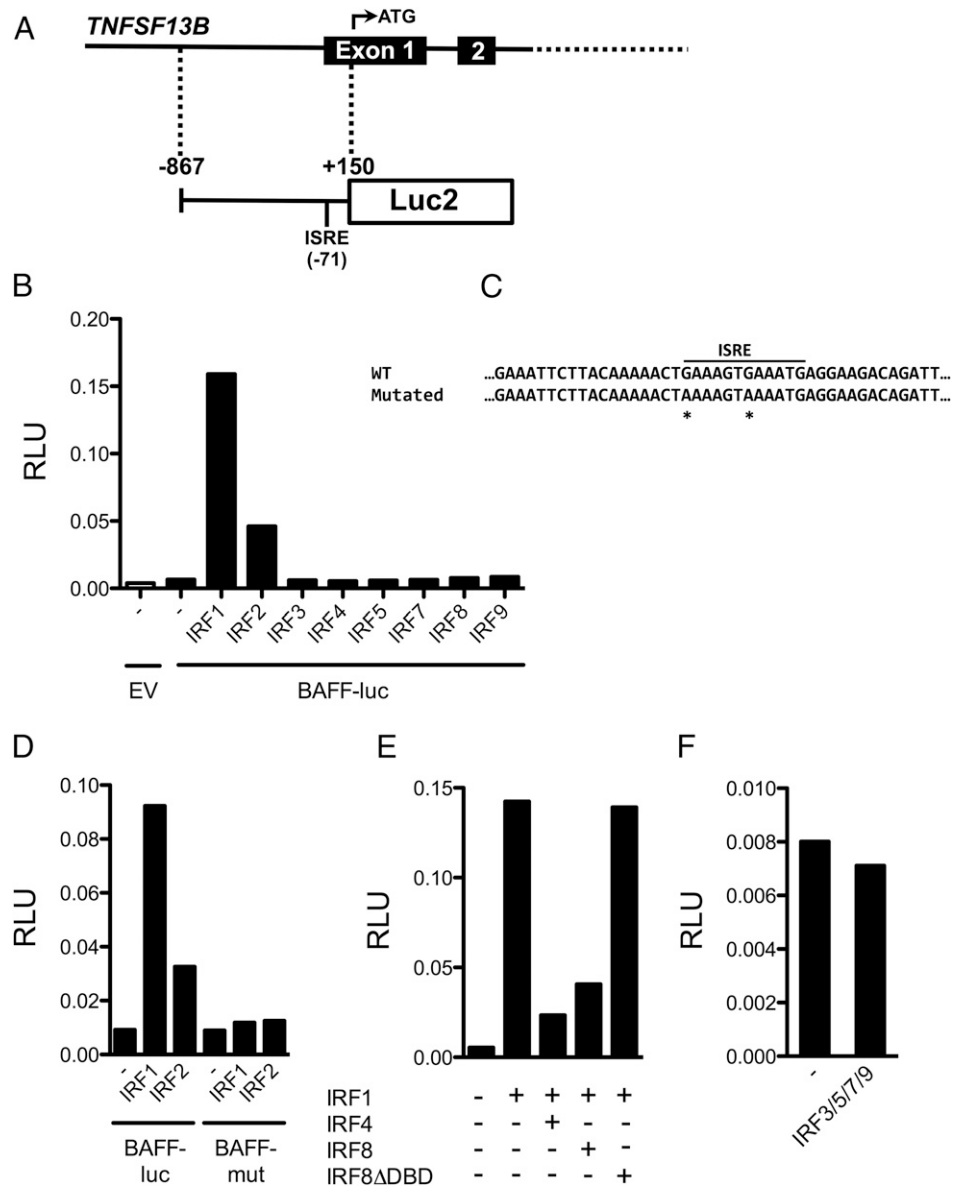 A
TNFSF13B
ATG
Exon 1
2
-867
+150
Luc2
ISRE
(-71)
B
RLU
0.20
0.15
0.10
0.05
0.00
- - IRF1 IRF2 IRF3 IRF4 IRF5 IRF7 IRF8 IRF9
EV BAFF-luc
C
ISRE
WT …GAAATTCTTACAAAAACTGAAAGTGAAATGAGGAAGACAGATT…
Mutated …GAAATTCTTACAAAAACTAAAAGTAAAATGAGGAAGACAGATT…
* *
D
RLU
0.10
0.08
0.06
0.04
0.02
0.00
- IRF1 IRF2 - IRF1 IRF2
BAFF- BAFF-
luc mut
E
RLU
0.15
0.10
0.05
0.00
IRF1 - + + + +
IRF4 - - + - -
IRF8 - - - + -
IRF8ΔDBD - - - - +
F
RLU
0.010
0.008
0.006
0.004
0.002
0.000
- IRF3/5/7/9